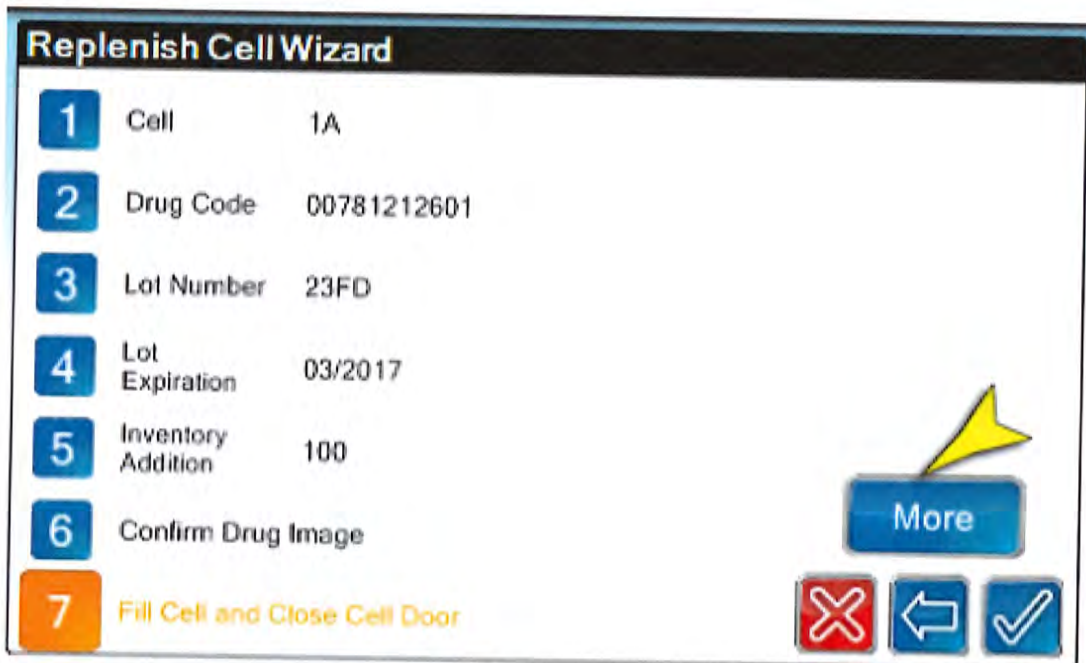 Replenish Cell Wizard
1 Cell 1A
2 Drug Code 00781212601
3 Lot Number 23FD
4 Lot Expiration 03/2017
5 Inventory Addition 100
6 Confirm Drug Image
More
7 Fill Cell and Close Cell Door